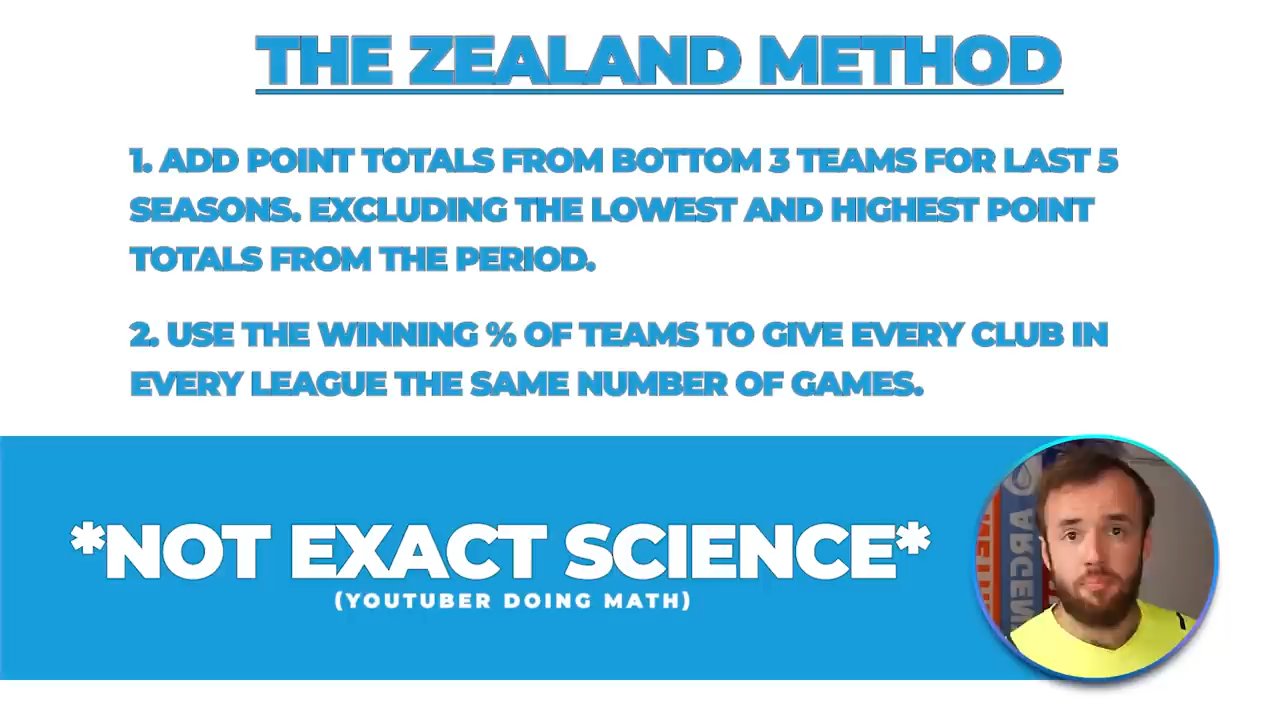 THE ZEALAND METHOD
1. ADD POINT TOTALS FROM BOTTOM 3 TEAMS FOR LAST 5
SEASONS. EXCLUDING THE LOWEST AND HIGHEST POINT
TOTALS FROM THE PERIOD.
2. USE THE WINNING % OF TEAMS TO GIVE EVERY CLUB IN
EVERY LEAGUE THE SAME NUMBER OF GAMES.
*NOT EXACT SCIENCE*
(YOUTUBER DOING MATH)